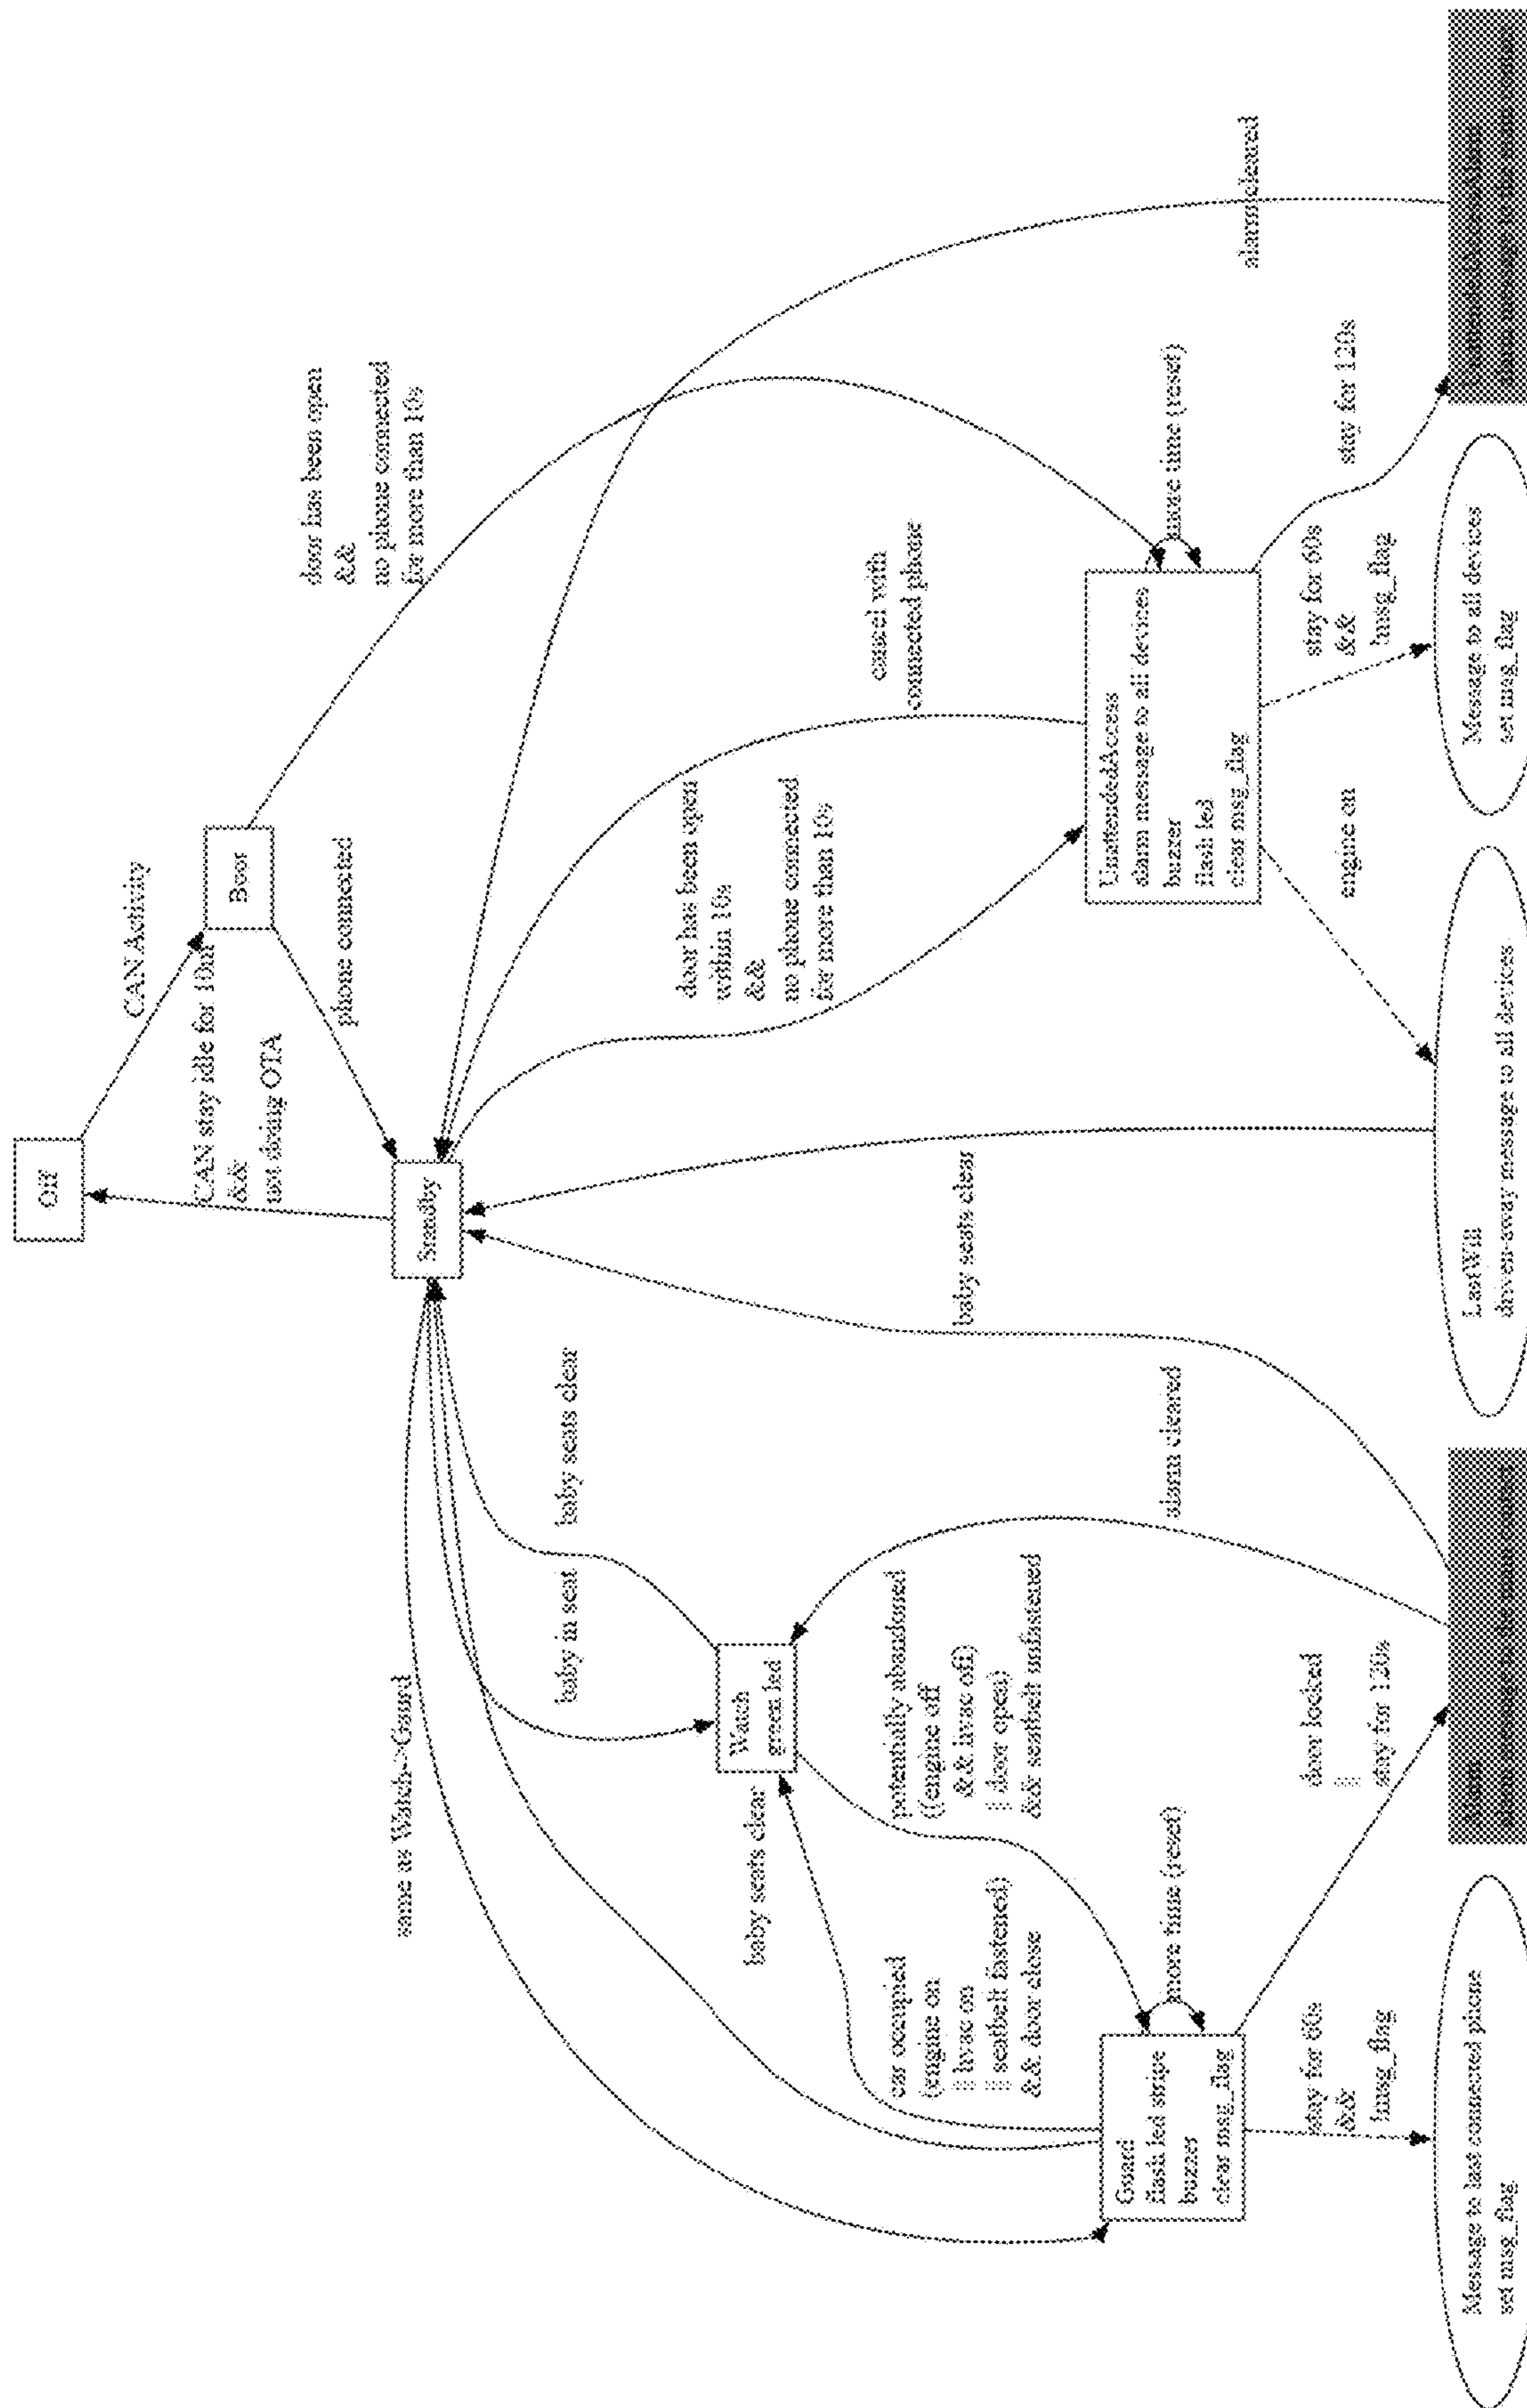 Off
CAN Activity
Boot
CAN stay idle for 10m
&&
not doing OTA
phone connected
door has been open
&&
no phone connected
for more than 10s
Standby
same as Watch->Guard
baby in seat
baby seats clear
door has been open
within 10s
&&
no phone connected
for more than 10s
cancel with
connected phone
Watch
green led
baby seats clear
car occupied
(engine on
|| hvac on
|| seatbelt fastened)
&& door close
potentially abandoned
((engine off
&& hvac off)
|| door open)
&& seatbelt unfastened
baby seats clear
alarm cleared
alarm cleared
Guard
flash led stripe
buzzer
clear msg_flag
more time (reset)
UnattendedAccess
alarm message to all devices
buzzer
flash led
clear msg_flag
more time (reset)
stay for 60s
&&
!msg_flag
door locked
||
stay for 120s
engine on
stay for 60s
&&
!msg_flag
stay for 120s
Message to last connected phone
set msg_flag
LastWill
driven-away message to all devices
Message to all devices
set msg_flag